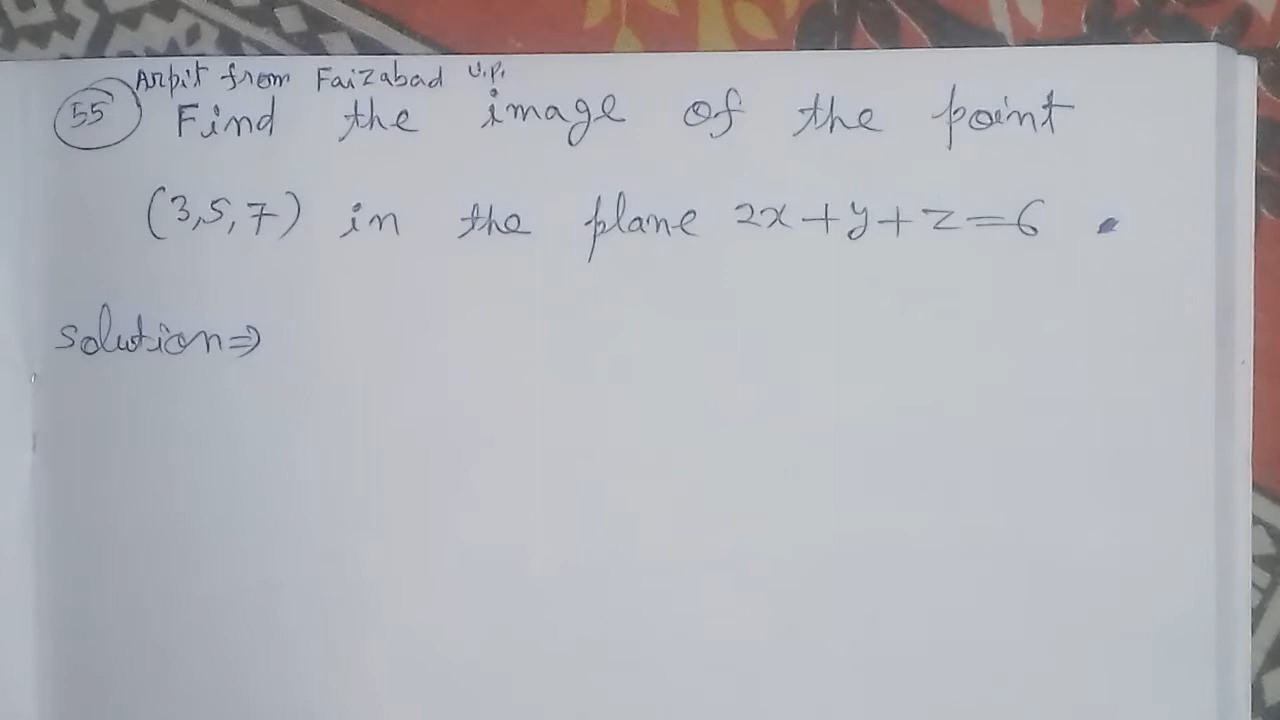 Arpit from Faizabad U.P.
55 Find the image of the point
(3,5,7) in the plane 2x+y+z=6 .
solution⇒